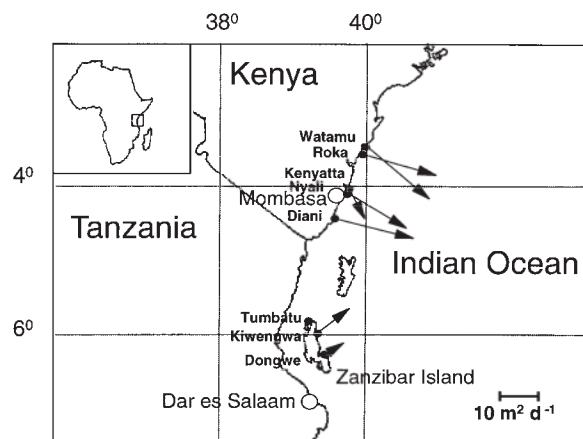 38⁰ 40⁰
Kenya
Watamu
Roka
4⁰
Kenyatta
Nyali
Mombasa
Diani
Tanzania
Indian Ocean
Tumbatu
6⁰
Kiwengwa
Dongwe
Zanzibar Island
Dar es Salaam
10 m² d⁻¹